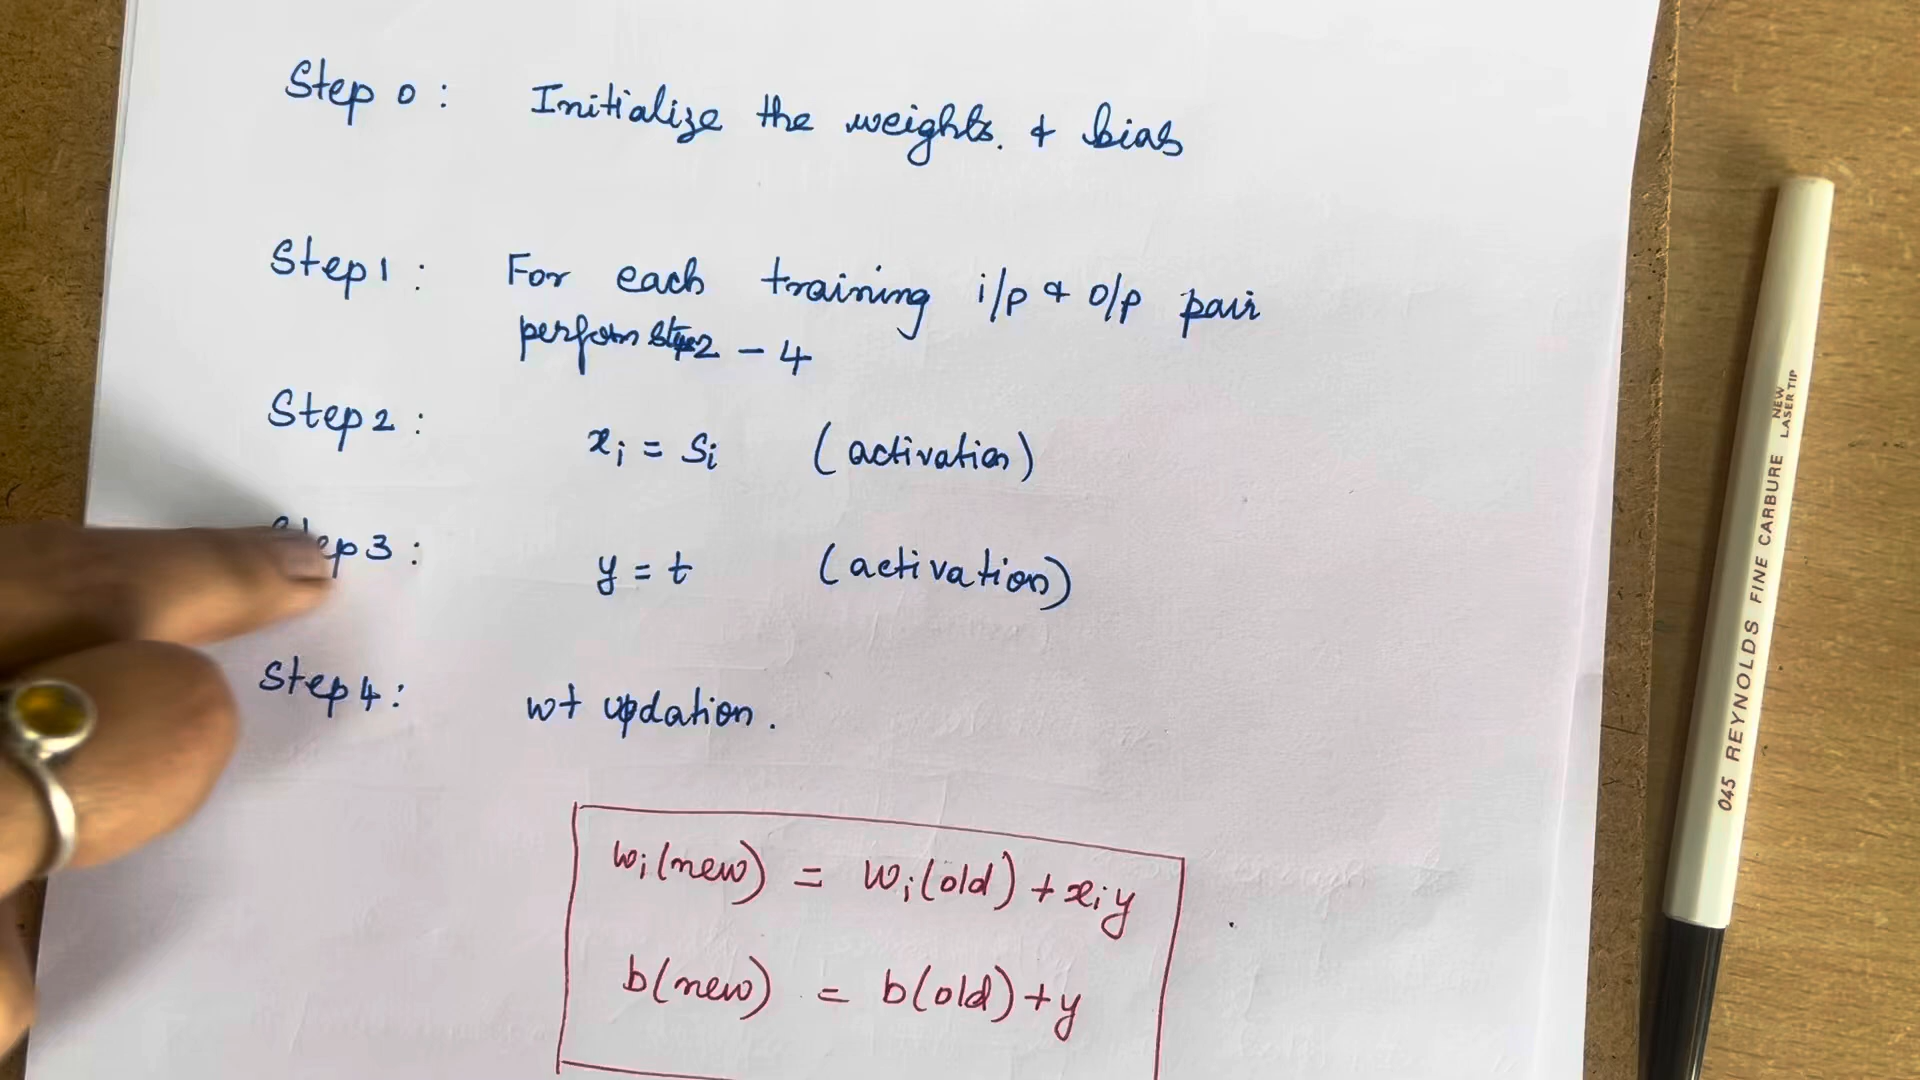 Step 0 : Initialize the weights. & bias
Step 1 : For each training i/p & o/p pair
perform step 2 - 4
Step 2 : xi = Si (activation)
Step 3 : y = t (activation)
Step 4 : wt updation.
wi(new) = wi(old) + xiy
b(new) = b(old) + y
045 REYNOLDS FINE CARBURE NEW LASER TIP